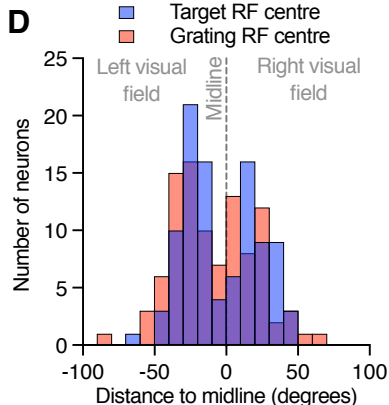 D
Target RF centre
Grating RF centre
Left visual field
Midline
Right visual field
Number of neurons
25
20
15
10
5
0
-100
-50
0
50
100
Distance to midline (degrees)